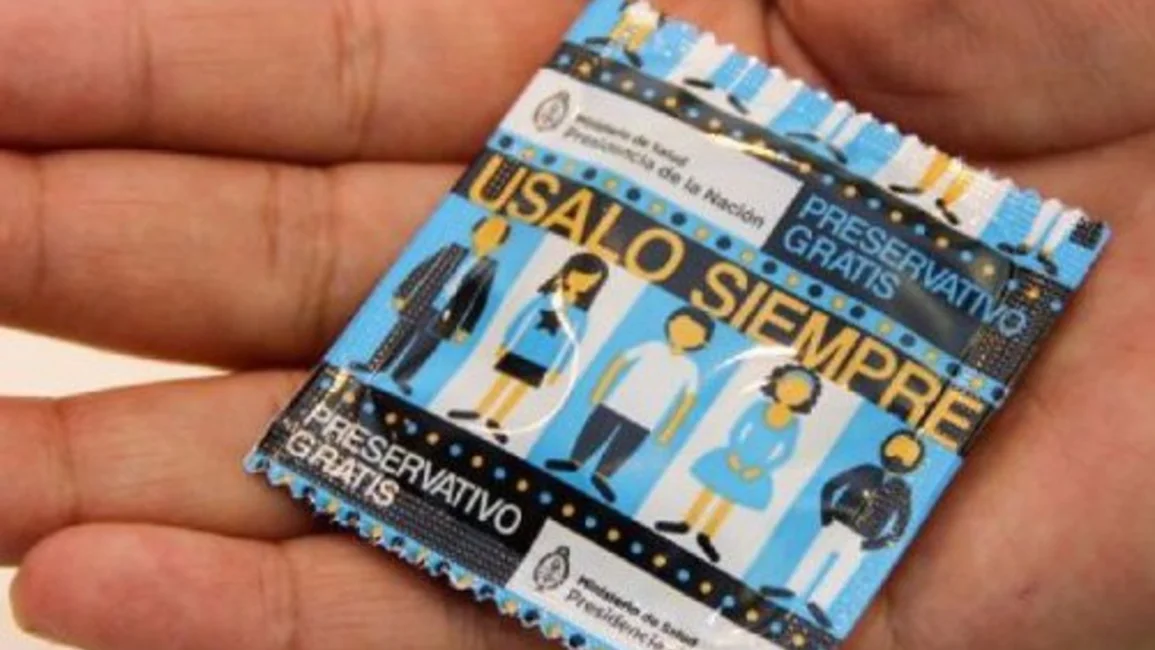 Ministerio de Salud
Presidencia de la Nación
PRESERVATIVO
GRATIS
USALO SIEMPRE
PRESERVATIVO
GRATIS
Ministerio de Salud
Presidencia